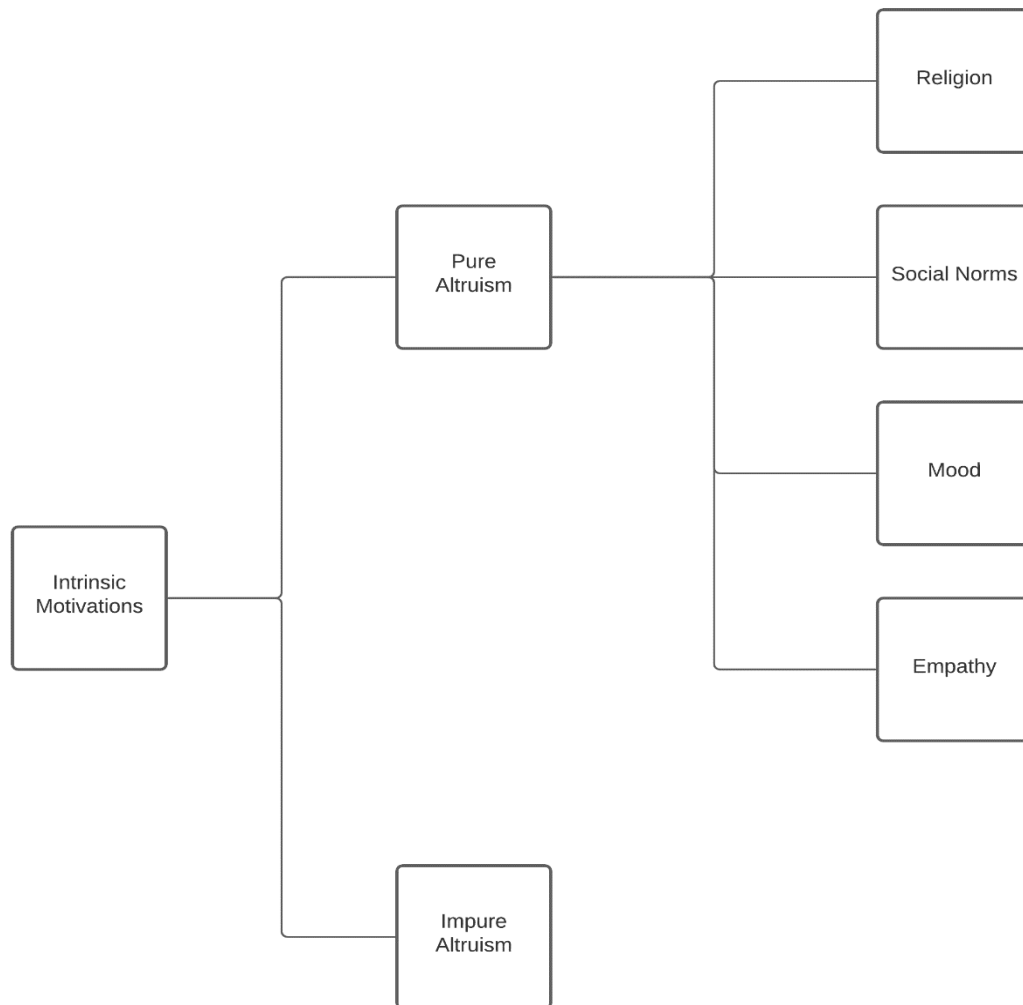 Religion
Pure
Altruism
Social Norms
Mood
Intrinsic
Motivations
Empathy
Impure
Altruism